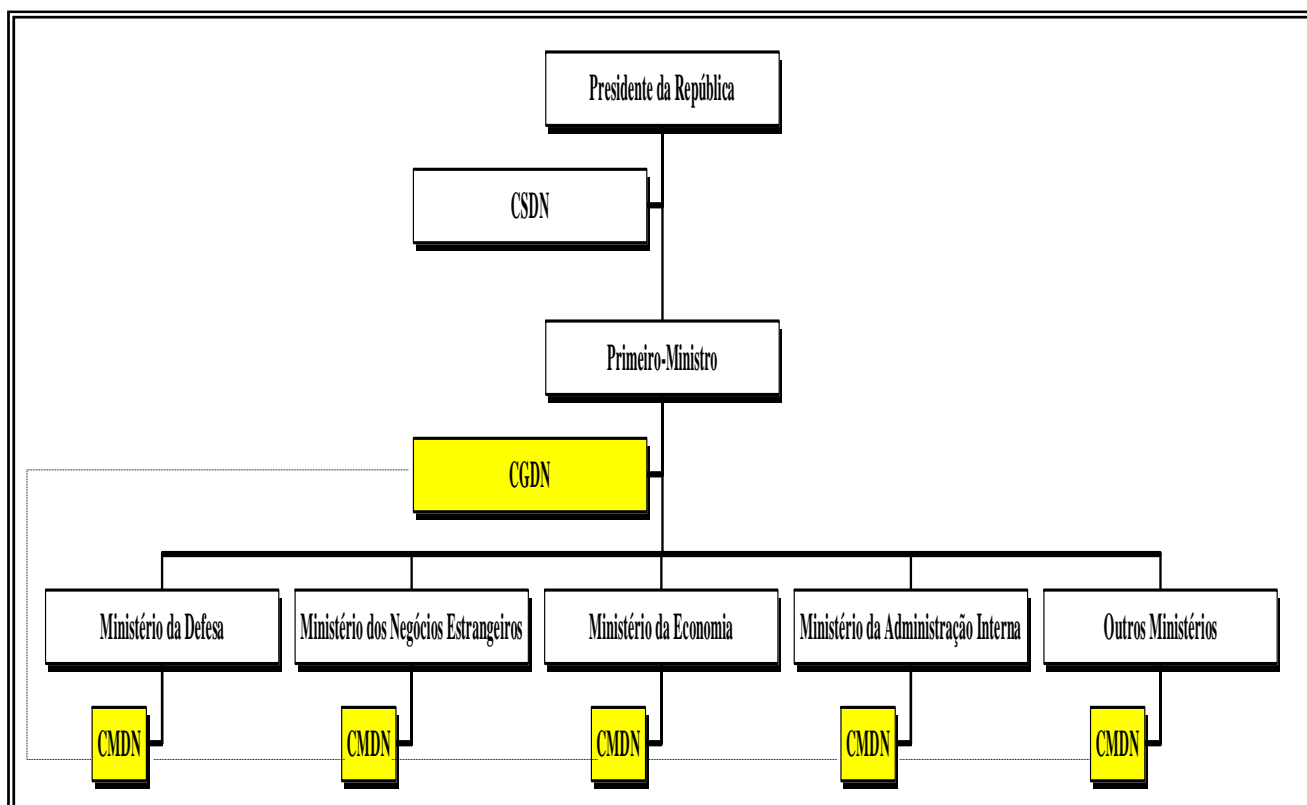 Presidente da República
CSDN
Primeiro-Ministro
CGDN
Ministério da Defesa
Ministério dos Negócios Estrangeiros
Ministério da Economia
Ministério da Administração Interna
Outros Ministérios
CMDN
CMDN
CMDN
CMDN
CMDN